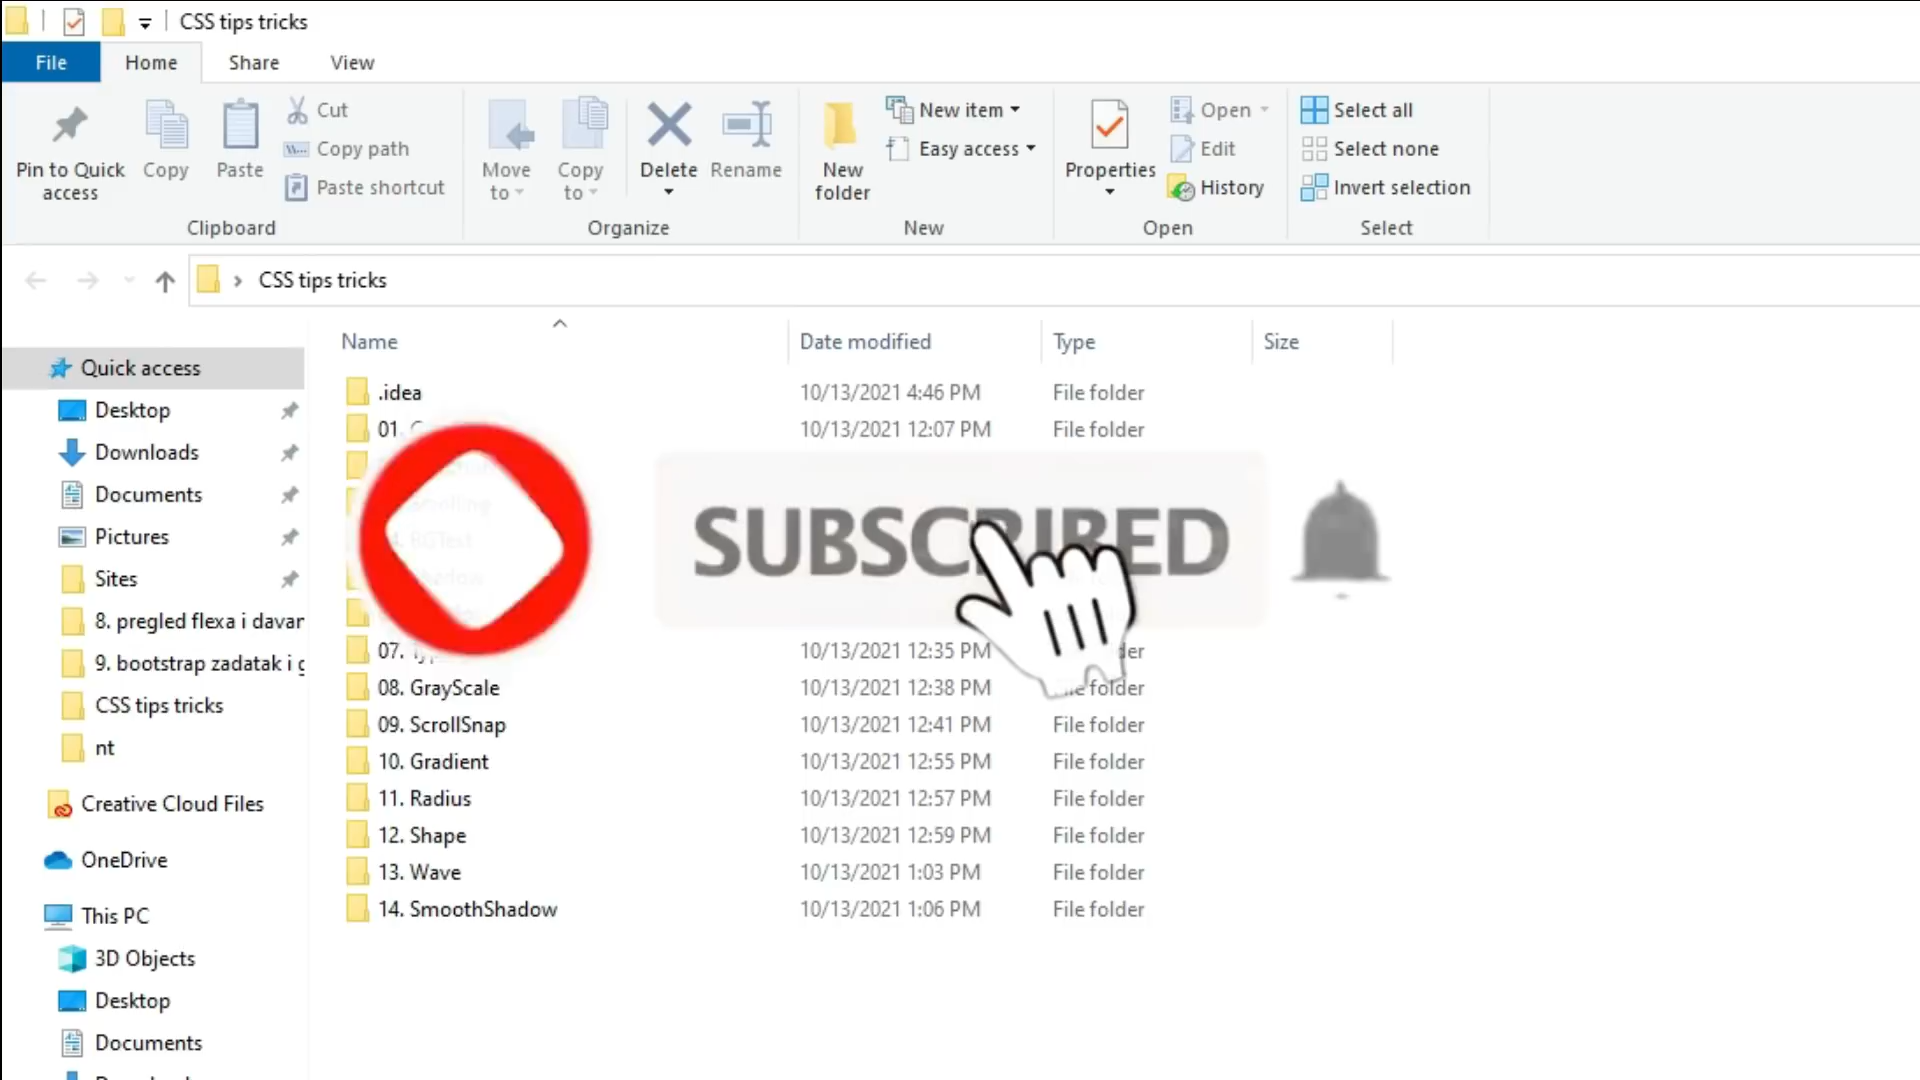 CSS tips tricks
File Home Share View
Pin to Quick access
Copy
Paste
Cut
Copy path
Paste shortcut
Clipboard
Move to
Copy to
Delete
Rename
Organize
New folder
New item
Easy access
New
Properties
Open
Edit
History
Open
Select all
Select none
Invert selection
Select
CSS tips tricks
Quick access
Desktop
Downloads
Documents
Pictures
Sites
8. pregled flexa i davan
9. bootstrap zadatak i g
CSS tips tricks
nt
Creative Cloud Files
OneDrive
This PC
3D Objects
Desktop
Documents
Name Date modified Type Size
.idea 10/13/2021 4:46 PM File folder
01. 10/13/2021 12:07 PM File folder
SUBSCRIBED
07. 10/13/2021 12:35 PM
08. GrayScale 10/13/2021 12:38 PM File folder
09. ScrollSnap 10/13/2021 12:41 PM File folder
10. Gradient 10/13/2021 12:55 PM File folder
11. Radius 10/13/2021 12:57 PM File folder
12. Shape 10/13/2021 12:59 PM File folder
13. Wave 10/13/2021 1:03 PM File folder
14. SmoothShadow 10/13/2021 1:06 PM File folder